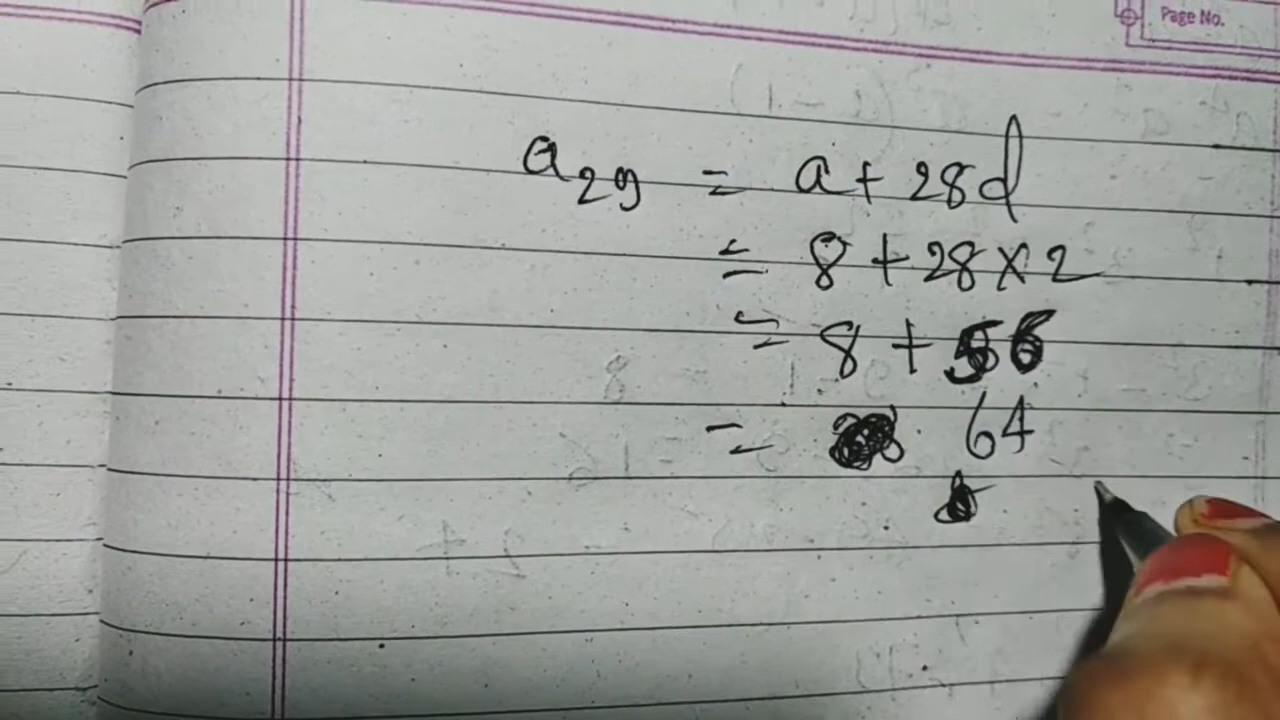 Page No.
a₂₉ = a + 28d
= 8 + 28 × 2
= 8 + 56
= 64